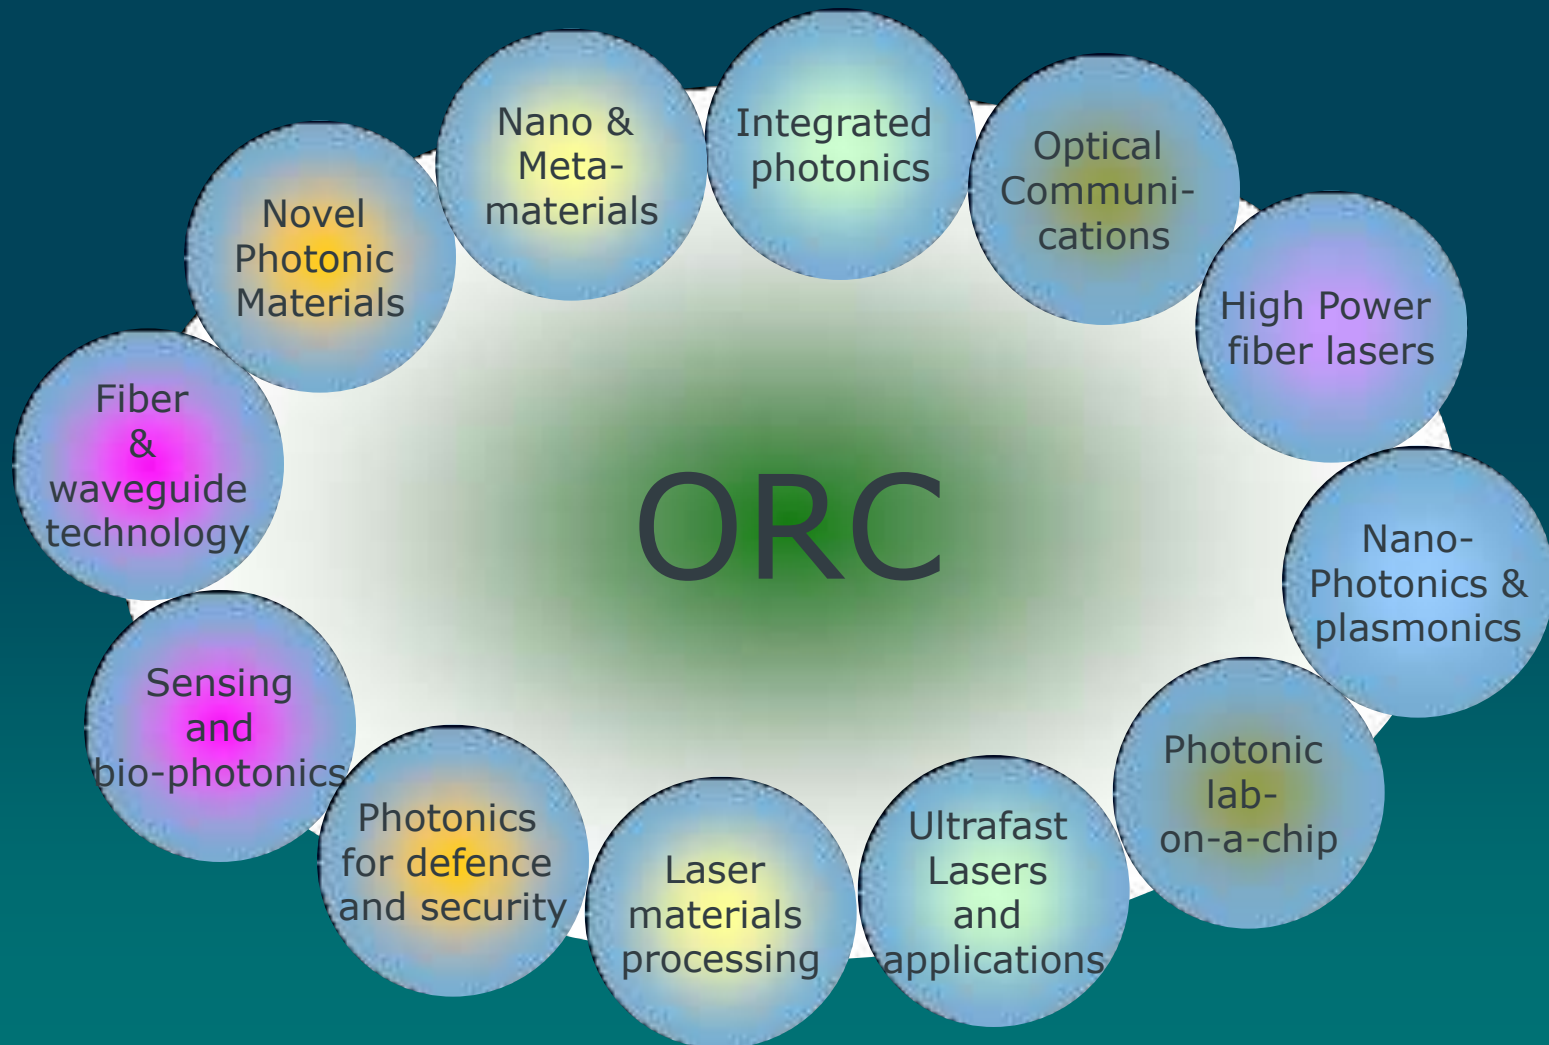 Nano &
Meta-
materials
Integrated
photonics
Optical
Communi-
cations
Novel
Photonic
Materials
High Power
fiber lasers
Fiber
&
waveguide
technology
ORC
Nano-
Photonics &
plasmonics
Sensing
and
bio-photonics
Photonic
lab-
on-a-chip
Photonics
for defence
and security
Laser
materials
processing
Ultrafast
Lasers
and
applications